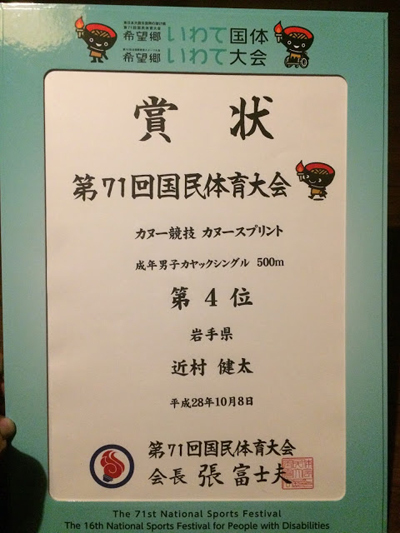 希望郷 いわて国体
希望郷 いわて大会
賞状
第71回国民体育大会
カヌー競技 カヌースプリント
成年男子カヤックシングル 500m
第4位
岩手県
近村 健太
平成28年10月8日
第71回国民体育大会
会長 張 富士夫
The 71st National Sports Festival
The 16th National Sports Festival for People with Disabilities